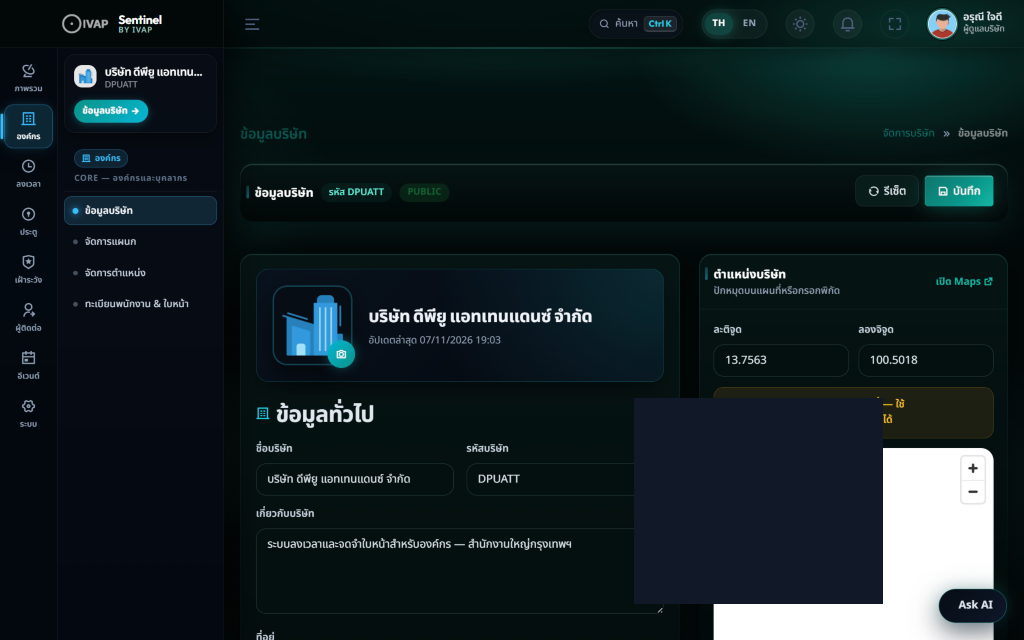 IVAP
Sentinel
BY IVAP
ค้นหา
Ctrl K
TH
EN
อรุณี ใจดี
ผู้ดูแลบริษัท
ภาพรวม
องค์กร
ลงเวลา
ประตู
เฝ้าระวัง
ผู้ติดต่อ
อีเวนต์
ระบบ
บริษัท ดีพียู แอทเทน...
DPUATT
ข้อมูลบริษัท →
องค์กร
CORE — องค์กรและบุคลากร
ข้อมูลบริษัท
จัดการแผนก
จัดการตำแหน่ง
ทะเบียนพนักงาน & ใบหน้า
ข้อมูลบริษัท
จัดการบริษัท » ข้อมูลบริษัท
ข้อมูลบริษัท
รหัส DPUATT
PUBLIC
รีเซ็ต
บันทึก
บริษัท ดีพียู แอทเทนแดนซ์ จำกัด
อัปเดตล่าสุด 07/11/2026 19:03
ข้อมูลทั่วไป
ชื่อบริษัท
รหัสบริษัท
บริษัท ดีพียู แอทเทนแดนซ์ จำกัด
DPUATT
เกี่ยวกับบริษัท
ระบบลงเวลาและจดจำใบหน้าสำหรับองค์กร — สำนักงานใหญ่กรุงเทพฯ
ที่อยู่
ตำแหน่งบริษัท
ปักหมุดบนแผนที่หรือกรอกพิกัด
เปิด Maps
ละติจูด
ลองจิจูด
13.7563
100.5018
— ใช้
ได้
+
−
Ask AI